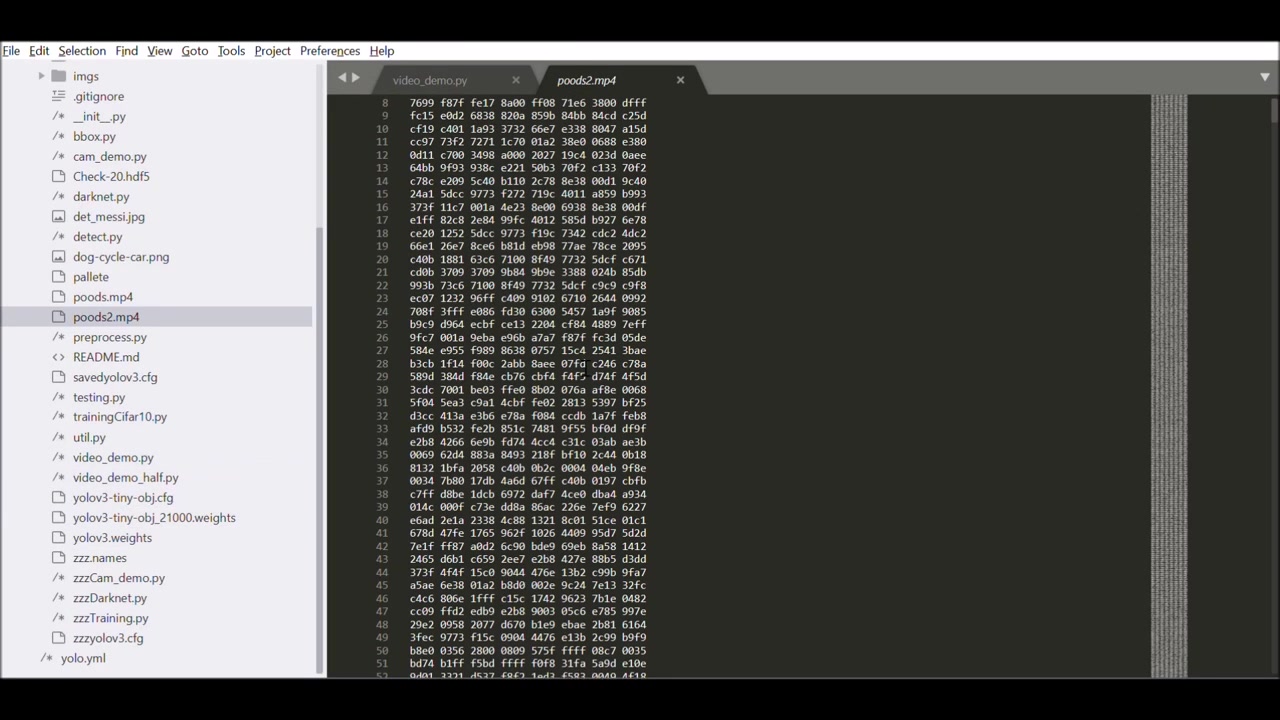 File Edit Selection Find View Goto Tools Project Preferences Help
imgs
.gitignore
__init__.py
bbox.py
cam_demo.py
Check-20.hdf5
darknet.py
det_messi.jpg
detect.py
dog-cycle-car.png
pallete
poods.mp4
poods2.mp4
preprocess.py
README.md
savedyolov3.cfg
testing.py
trainingCifar10.py
util.py
video_demo.py
video_demo_half.py
yolov3-tiny-obj.cfg
yolov3-tiny-obj_21000.weights
yolov3.weights
zzz.names
zzzCam_demo.py
zzzDarknet.py
zzzTraining.py
zzzyolov3.cfg
yolo.yml
video_demo.py
poods2.mp4
8 7699 f87f fe17 8a00 ff08 71e6 3800 dfff
9 fc15 e0d2 6838 820a 859b 84bb 84cd c25d
10 cf19 c401 1a93 3732 66e7 e338 8047 a15d
11 cc97 73f2 7271 1c70 01a2 38e0 0688 e380
12 0d11 c700 3498 a000 2027 19c4 023d 0aee
13 64bb 9f93 938c e221 50b3 70f2 c133 70f2
14 c78c e209 5c40 b110 2c78 8e38 00d1 9c40
15 24a1 5dcc 9773 f272 719c 4011 a859 b993
16 373f 11c7 001a 4e23 8e00 6938 8e38 00df
17 e1ff 82c8 2e84 99fc 4012 585d b927 6e78
18 ce20 1252 5dcc 9773 f19c 7342 cdc2 4dc2
19 66e1 26e7 8ce6 b81d eb98 77ae 78ce 2095
20 c40b 1881 63c6 7100 8f49 7732 5dcf c671
21 cd0b 3709 3709 9b84 9b9e 3388 024b 85db
22 993b 73c6 7100 8f49 7732 5dcf c9c9 c9f8
23 ec07 1232 96ff c409 9102 6710 2644 0992
24 708f 3fff e086 fd30 6300 5457 1a9f 9085
25 b9c9 d964 ecbf ce13 2204 cf84 4889 7eff
26 9fc7 001a 9eba e96b a7a7 f87f fc3d 05de
27 584e e955 f989 8638 0757 15c4 2541 3bae
28 b3cb 1f14 f00c 2abb 8aee 07fd c246 c78a
29 589d 384d f84e cb76 cbf4 f4f5 d74f 4f5d
30 3cdc 7001 be03 ffe0 8b02 076a af8e 0068
31 5f04 5ea3 c9a1 4cbf fe02 2813 5397 bf25
32 d3cc 413a e3b6 e78a f084 ccdb 1a7f feb8
33 afd9 b532 fe2b 851c 7481 9f55 bf0d df9f
34 e2b8 4266 6e9b fd74 4cc4 c31c 03ab ae3b
35 0069 62d4 883a 8493 218f bf10 2c44 0b18
36 8132 1bfa 2058 c40b 0b2c 0004 04eb 9f8e
37 0034 7b80 17db 4a6d 67ff c40b 0197 cbfb
38 c7ff d8be 1dcb 6972 daf7 4ce0 dba4 a934
39 014c 000f c73e dd8a 86ac 226e 7ef9 6227
40 e6ad 2e1a 2338 4c88 1321 8c01 51ce 01c1
41 678d 47fe 1765 962f 1026 4409 95d7 5d2d
42 7e1f ff87 a0d2 6c90 bde9 69eb 8a58 1412
43 2465 d6b1 c659 2ee7 e2b8 427e 88b5 d3dd
44 373f 4f4f 15c0 9044 476e 13b2 c99b 9fa7
45 a5ae 6e38 01a2 b8d0 002e 9c24 7e13 32fc
46 c4c6 806e 1fff c15c 1742 9623 7b1e 0482
47 cc09 ffd2 edb9 e2b8 9003 05c6 e785 997e
48 29e2 0958 2077 d670 b1e9 ebae 2b81 6164
49 3fec 9773 f15c 0904 4476 e13b 2c99 b9f9
50 b8e0 0356 2800 0809 575f ffff 08c7 0035
51 bd74 b1ff f5bd ffff f0f8 31fa 5a9d e10e
52 9d01 3321 d537 f8f2 1ed3 f583 0049 4f18